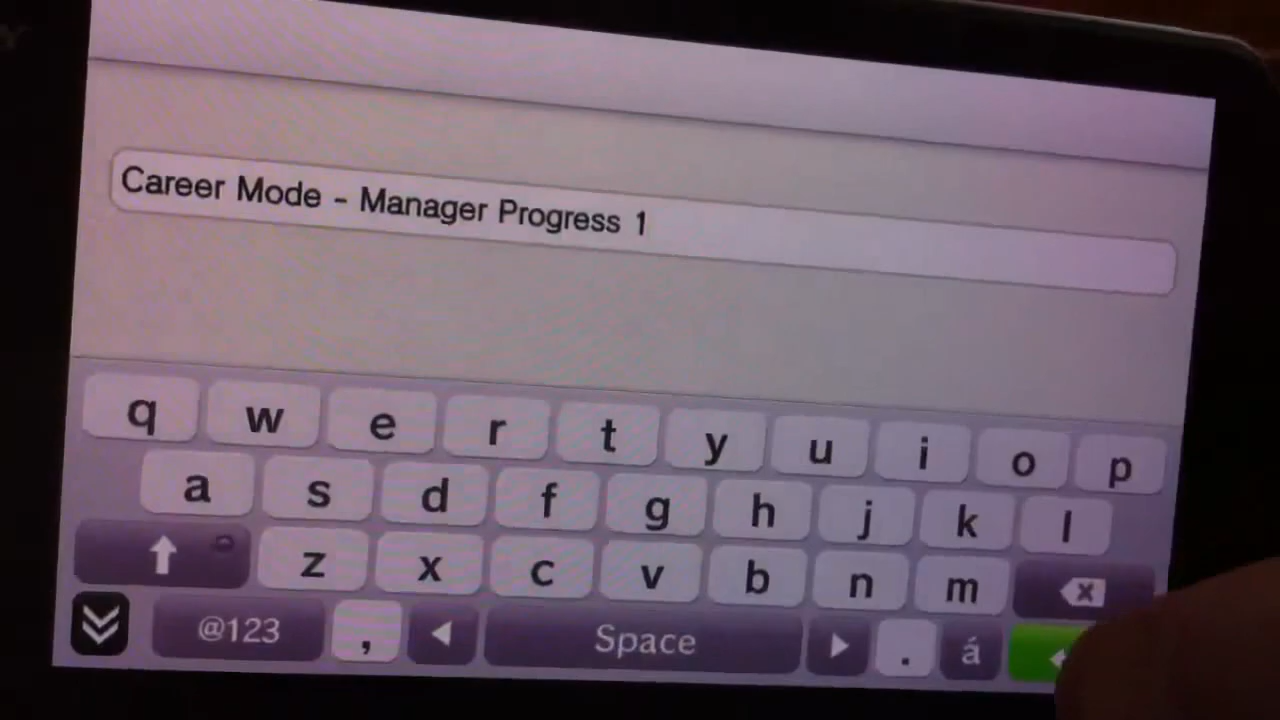 Career Mode - Manager Progress 1
q w e r t y u i o p
a s d f g h j k l
z x c v b n m
@123 , Space . á